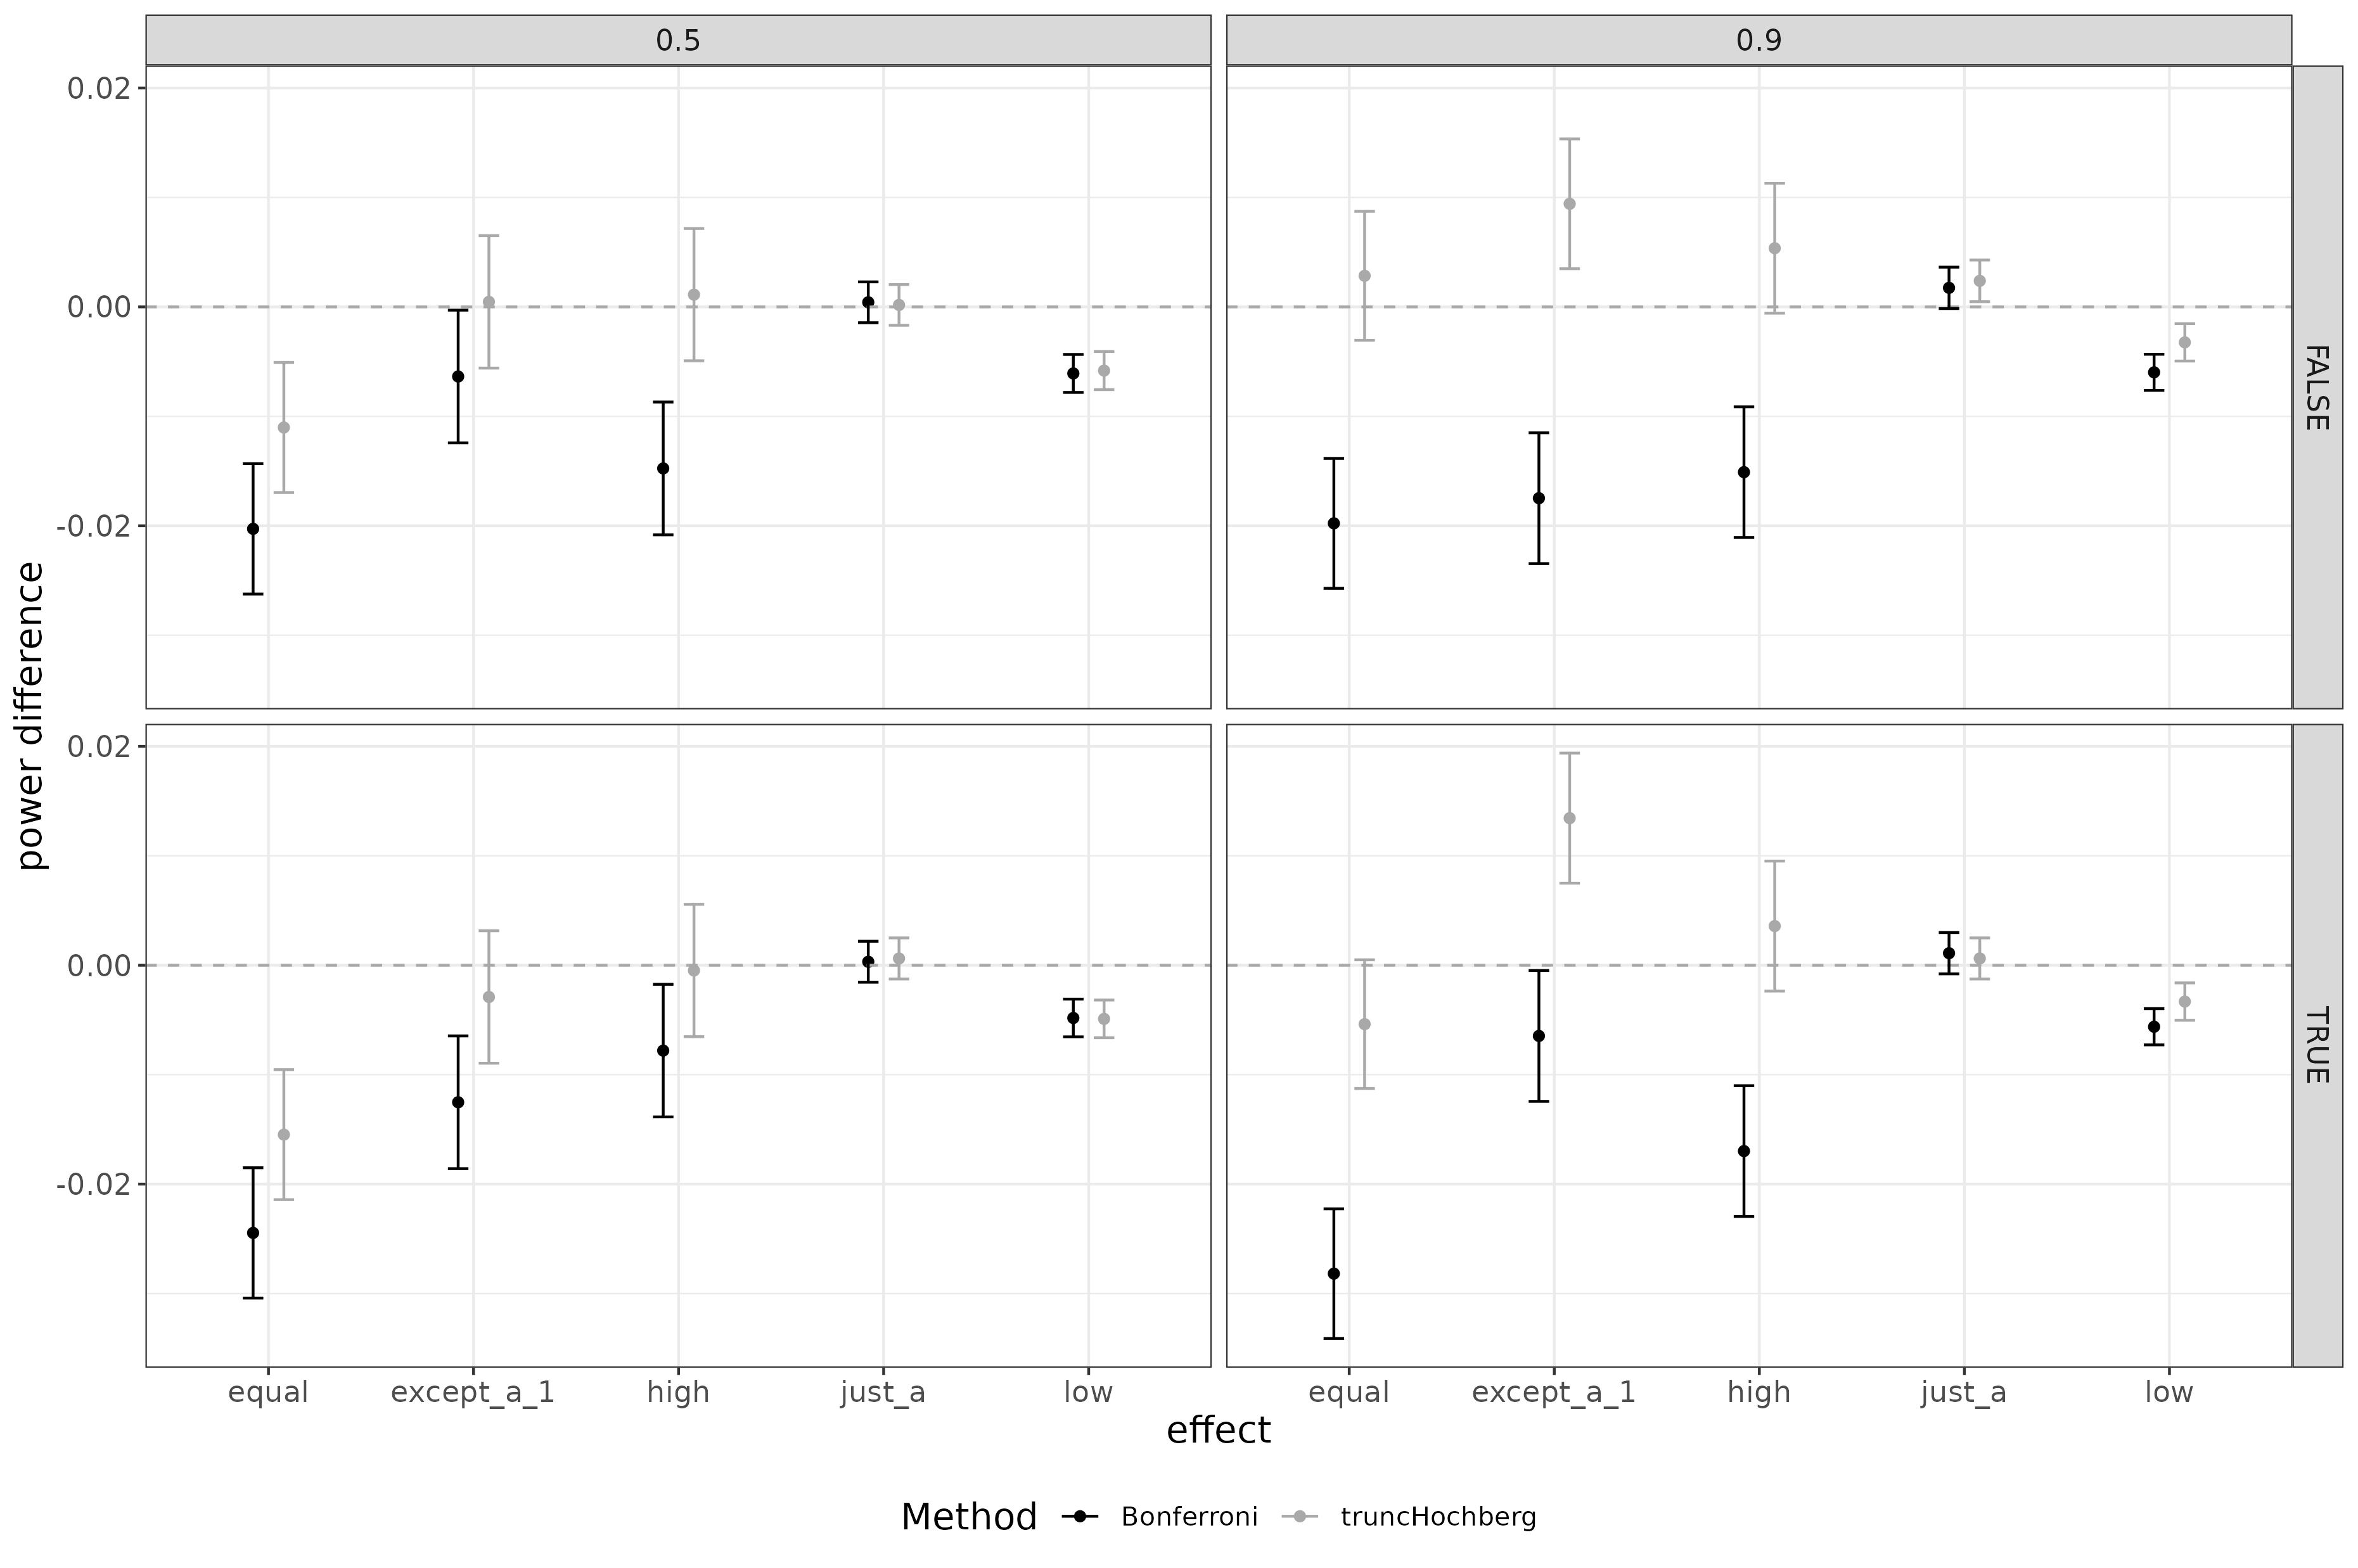 0.5
0.9
0.02
0.00
-0.02
FALSE
0.02
0.00
-0.02
TRUE
power difference
equal except_a_1 high just_a low
equal except_a_1 high just_a low
effect
Method Bonferroni truncHochberg